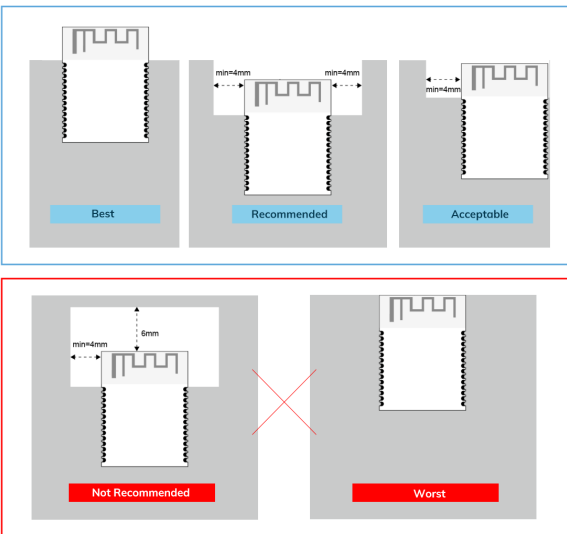 min=4mm
min=4mm
min=4mm
Best
Recommended
Acceptable
6mm
min=4mm
Not Recommended
Worst